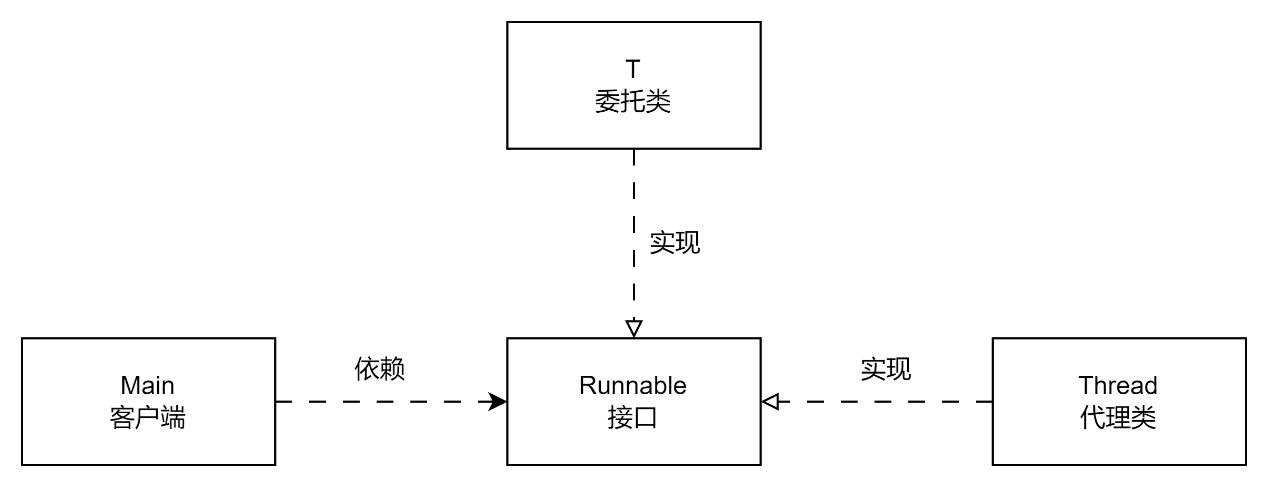 T
委托类
实现
Main
客户端
依赖
Runnable
接口
实现
Thread
代理类